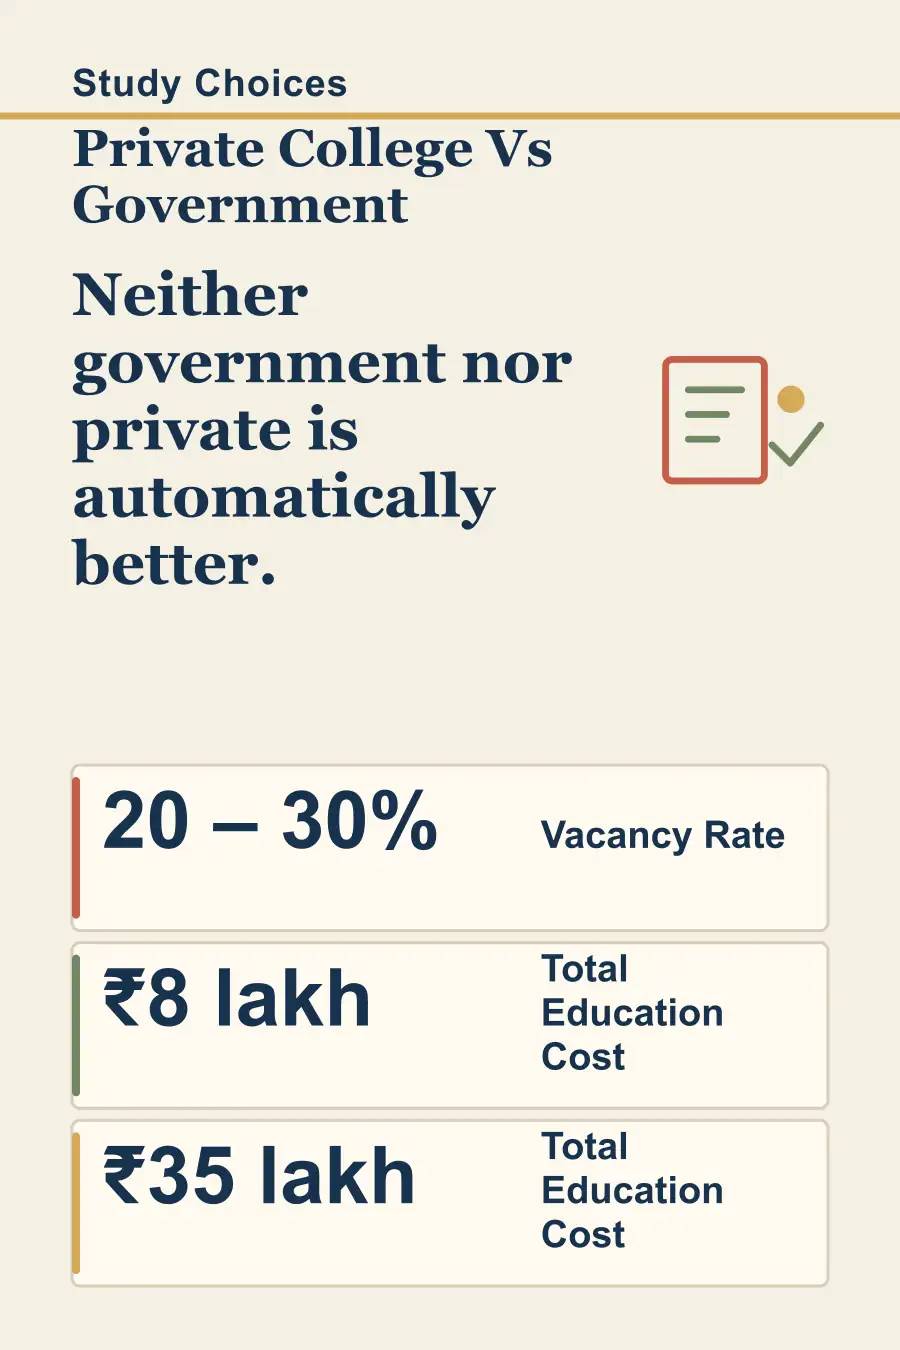 Study Choices
Private College Vs
Government
Neither
government nor
private is
automatically
better.
20 – 30%
Vacancy Rate
₹8 lakh
Total
Education
Cost
₹35 lakh
Total
Education
Cost